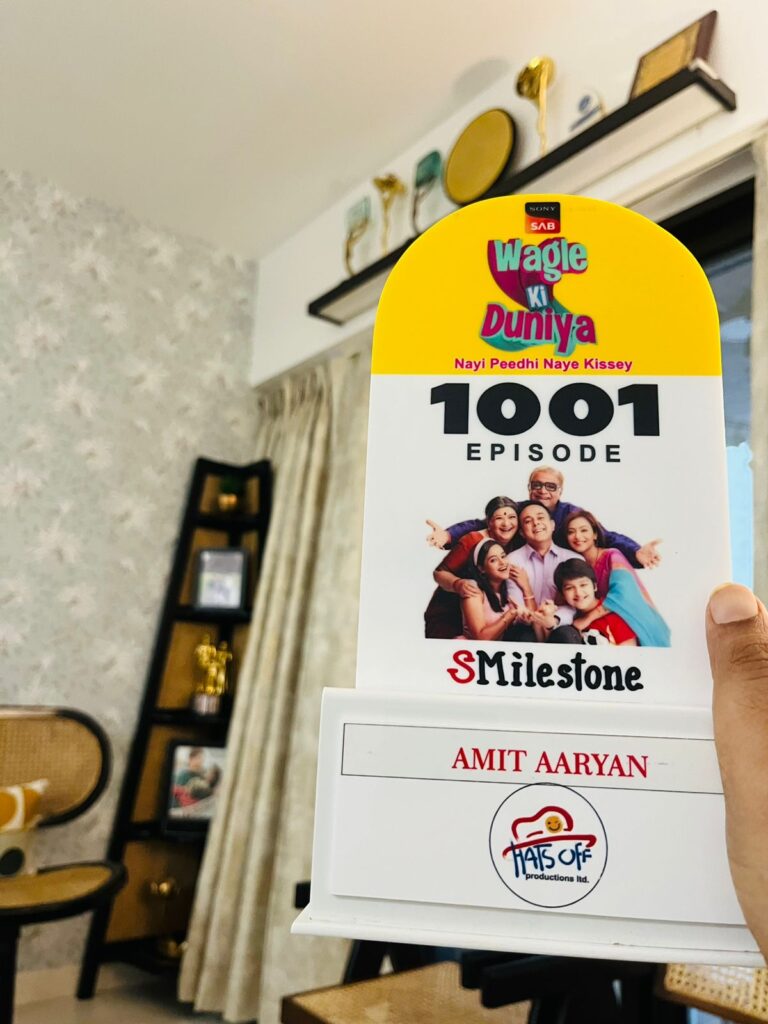 SONY
SAB
Wagle
Ki
Duniya
Nayi Peedhi Naye Kissey
1001
EPISODE
SMilestone
AMIT AARYAN
HATS OFF
productions ltd.